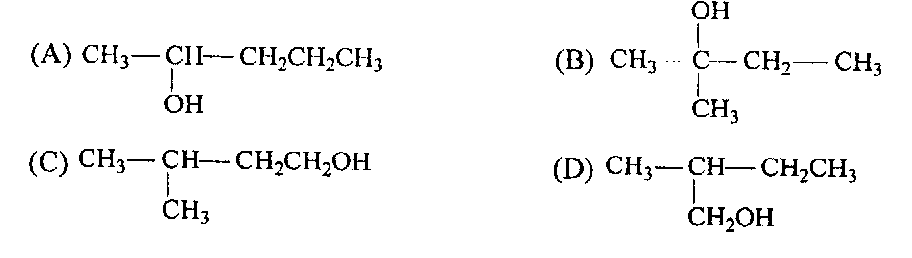 OH
(A) CH₃—CH—CH₂CH₂CH₃ (B) CH₃—C—CH₂—CH₃
OH CH₃
(C) CH₃—CH—CH₂CH₂OH (D) CH₃—CH—CH₂CH₃
CH₃ CH₂OH